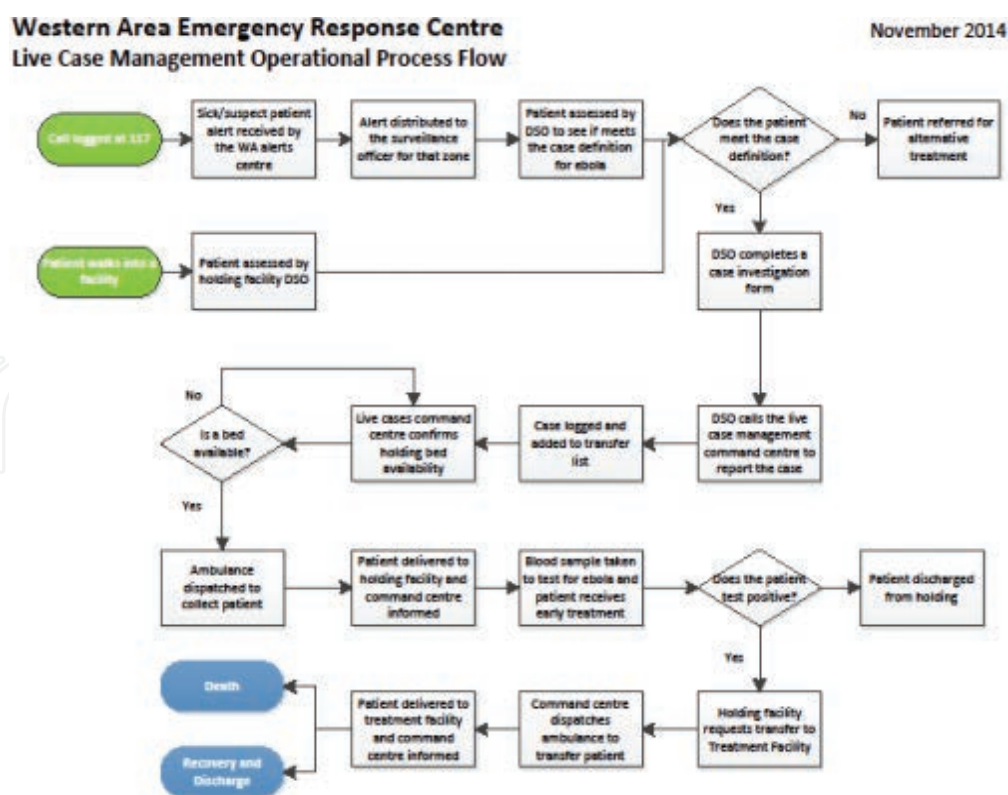 Western Area Emergency Response Centre
November 2014
Live Case Management Operational Process Flow
Call logged at 117
Sick/suspect patient
alert received by
the WA alerts
centre
Alert distributed to
the surveillance
officer for that zone
Patient assessed by
DSO to see if meets
the case definition
for ebola
Does the patient
meet the case
definition?
No
Patient referred for
alternative
treatment
Yes
Patient walks into a
facility
Patient assessed by
holding facility DSO
DSO completes a
case investigation
form
No
Is a bed
available?
Live cases command
centre confirms
holding bed
availability
Case logged and
added to transfer
list
DSO calls the live
case management
command centre to
report the case
Yes
Ambulance
dispatched to
collect patient
Patient delivered to
holding facility and
command centre
informed
Blood sample taken
to test for ebola and
patient receives
early treatment
Does the patient
test positive?
Patient discharged
from holding
Yes
Death
Recovery and
Discharge
Patient delivered to
treatment facility
and command
centre informed
Command centre
dispatches
ambulance to
transfer patient
Holding facility
requests transfer to
Treatment Facility